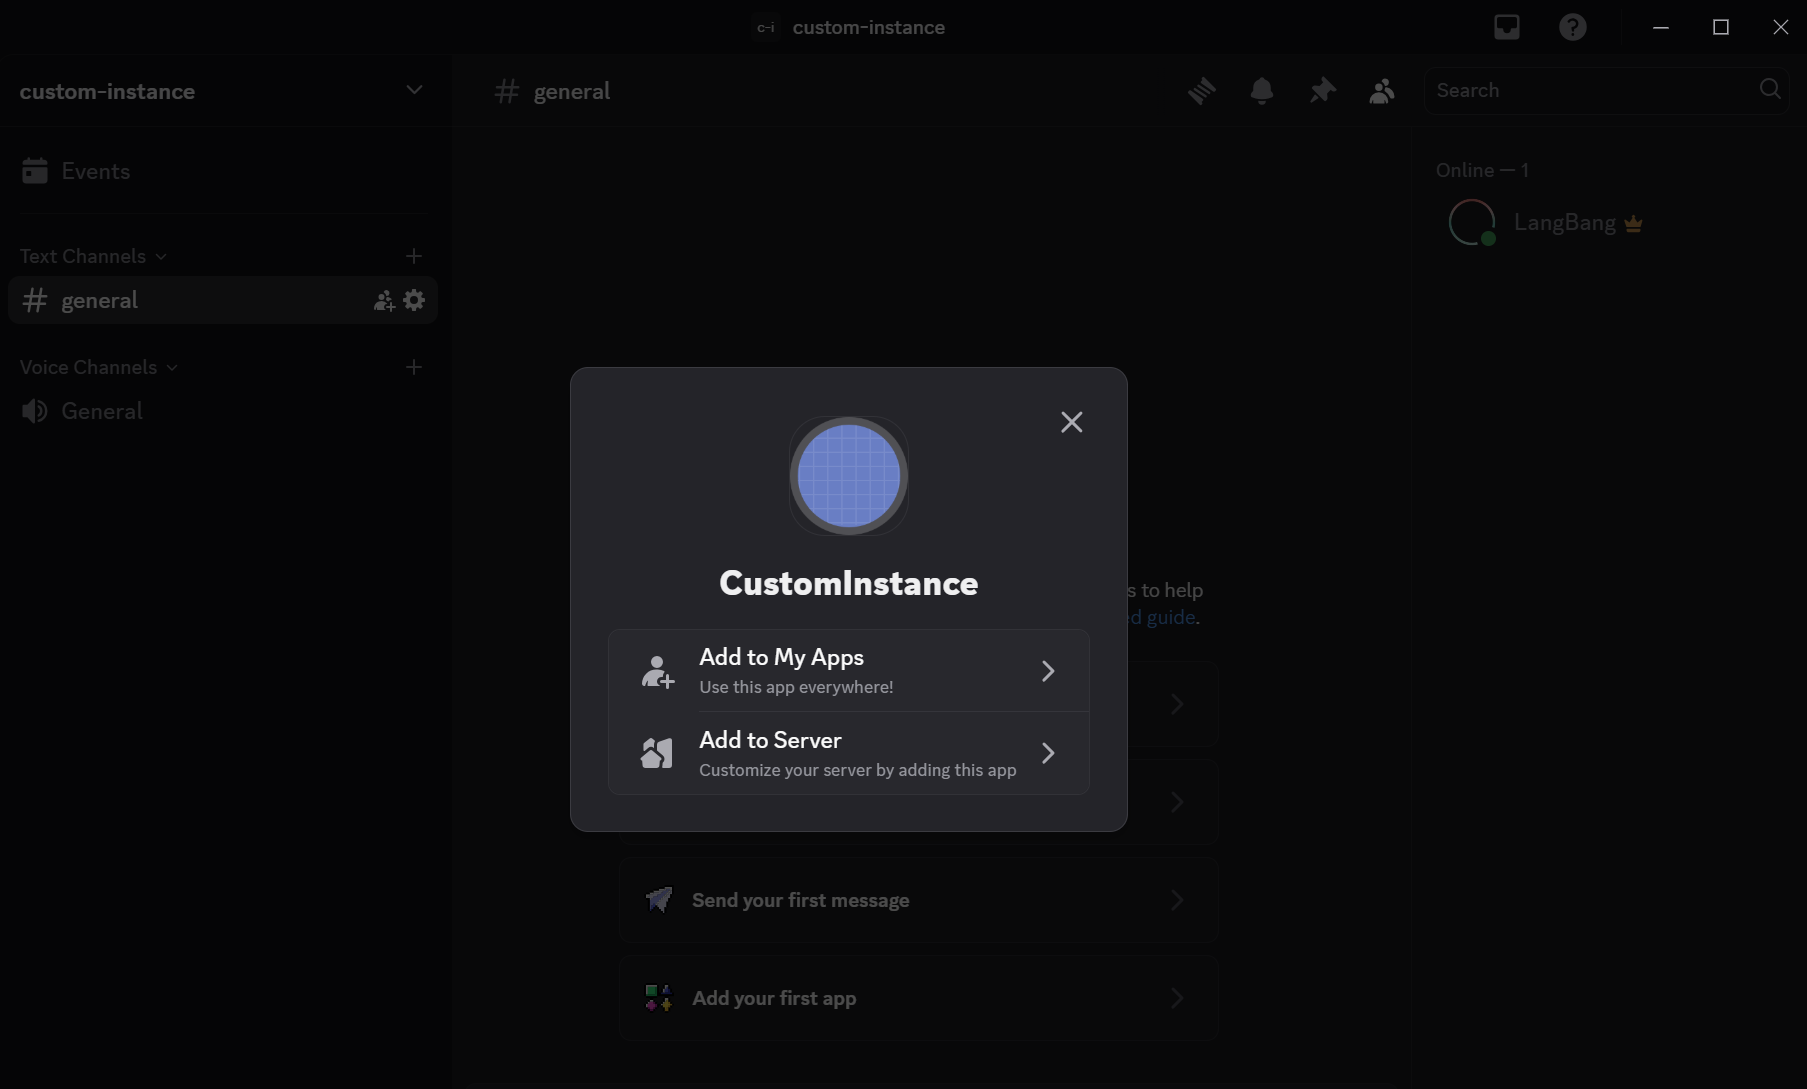 c-i custom-instance
custom-instance
Events
Text Channels
general
Voice Channels
General
general
Search
Online — 1
LangBang
s to help
ed guide.
CustomInstance
Add to My Apps
Use this app everywhere!
Add to Server
Customize your server by adding this app
Send your first message
Add your first app